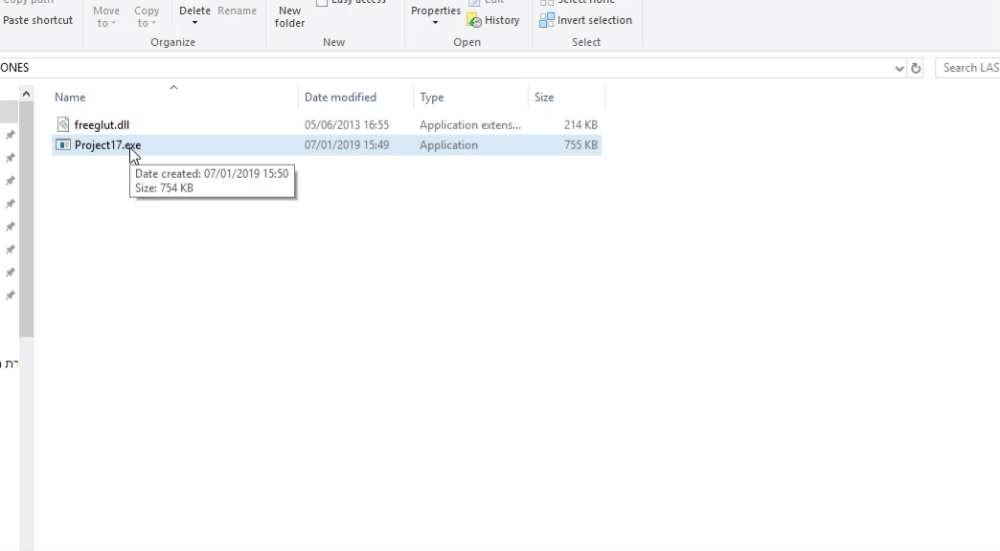 Copy path
Paste shortcut
Move to
Copy to
Delete
Rename
Organize
New folder
Easy access
New
Properties
Edit
History
Open
Select none
Invert selection
Select
ONES
Search LAS
Name
Date modified
Type
Size
freeglut.dll
05/06/2013 16:55
Application extens...
214 KB
Project17.exe
07/01/2019 15:49
Application
755 KB
Date created: 07/01/2019 15:50
Size: 754 KB